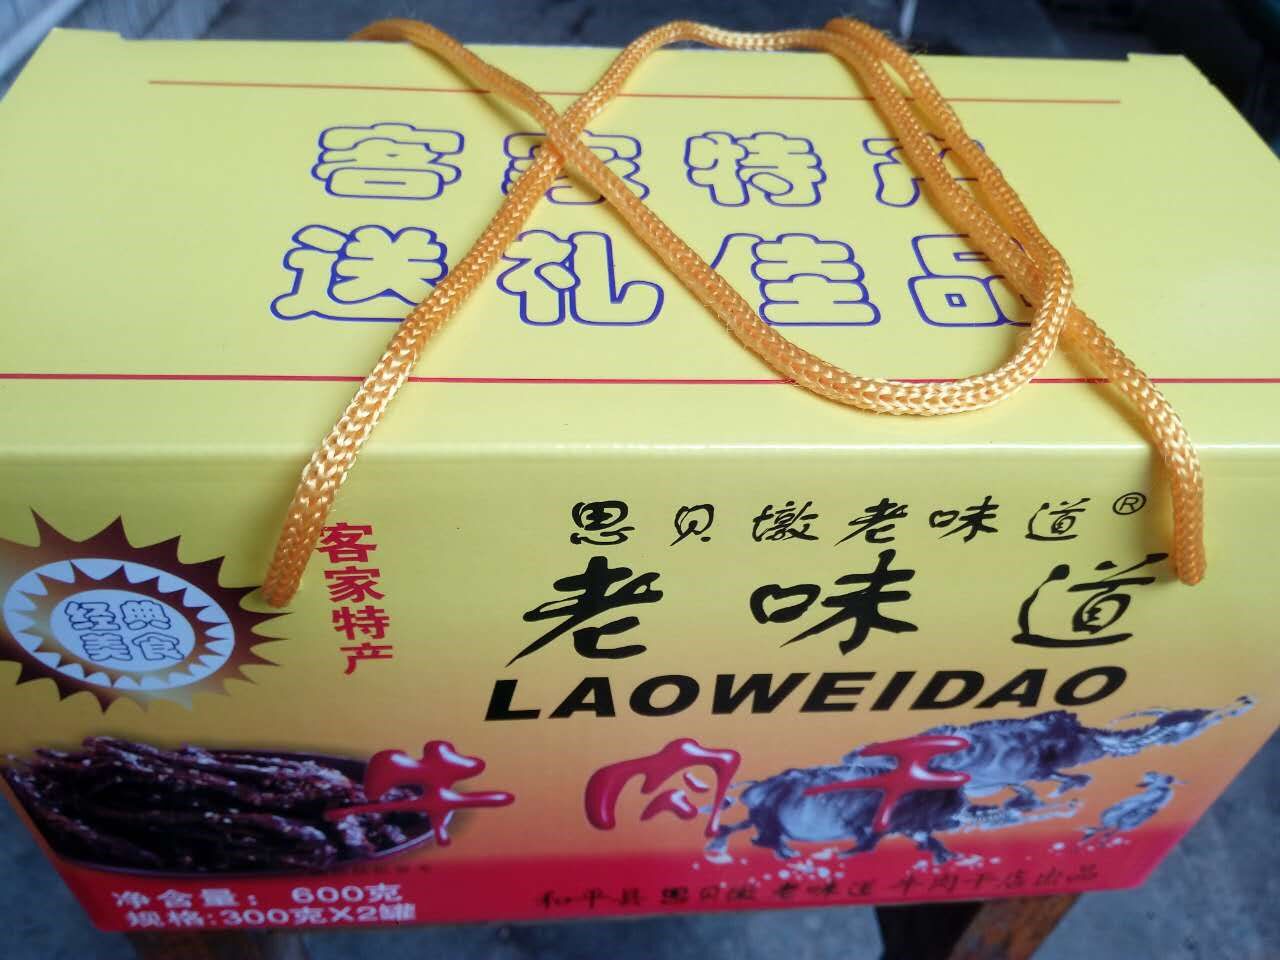 客家特产
送礼佳品
思贝墩老味道®
老味道
LAOWEIDAO
客家特产
经典
美食
牛肉干
净含量：600克
规格:300克X2罐
和平县思贝墩老味道牛肉干店出品